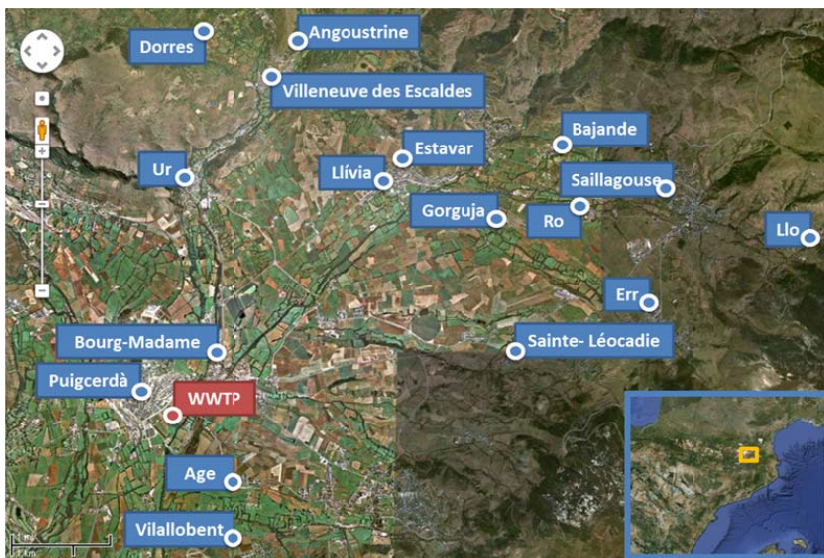 Dorres
Angoustrine
Villeneuve des Escaldes
Bajande
Estavar
Ur
Llívia
Saillagouse
Gorguja
Ro
Llo
Err
Bourg-Madame
Sainte- Léocadie
Puigcerdà
WWTP
Age
Vilallobent